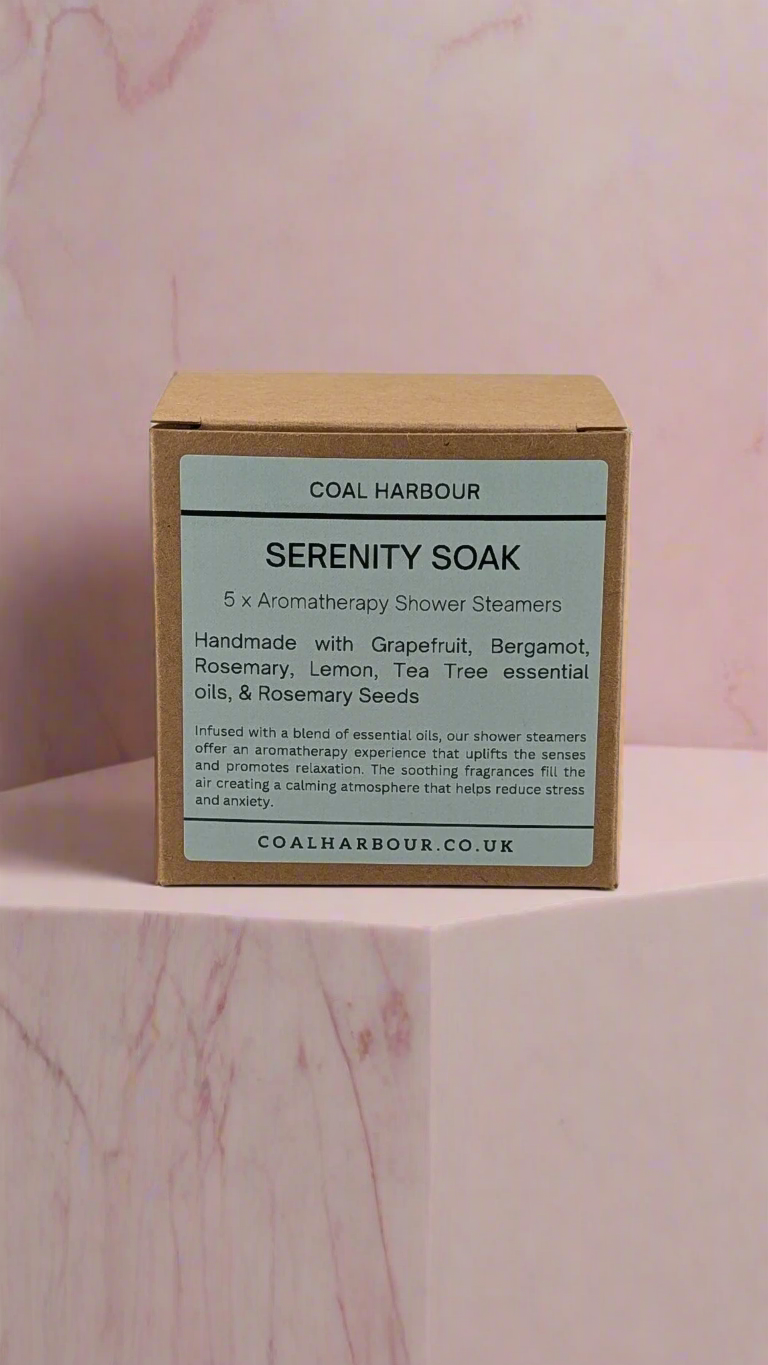 COAL HARBOUR
SERENITY SOAK
5 x Aromatherapy Shower Steamers
Handmade with Grapefruit, Bergamot,
Rosemary, Lemon, Tea Tree essential
oils, & Rosemary Seeds
Infused with a blend of essential oils, our shower steamers
offer an aromatherapy experience that uplifts the senses
and promotes relaxation. The soothing fragrances fill the
air creating a calming atmosphere that helps reduce stress
and anxiety.
COALHARBOUR.CO.UK